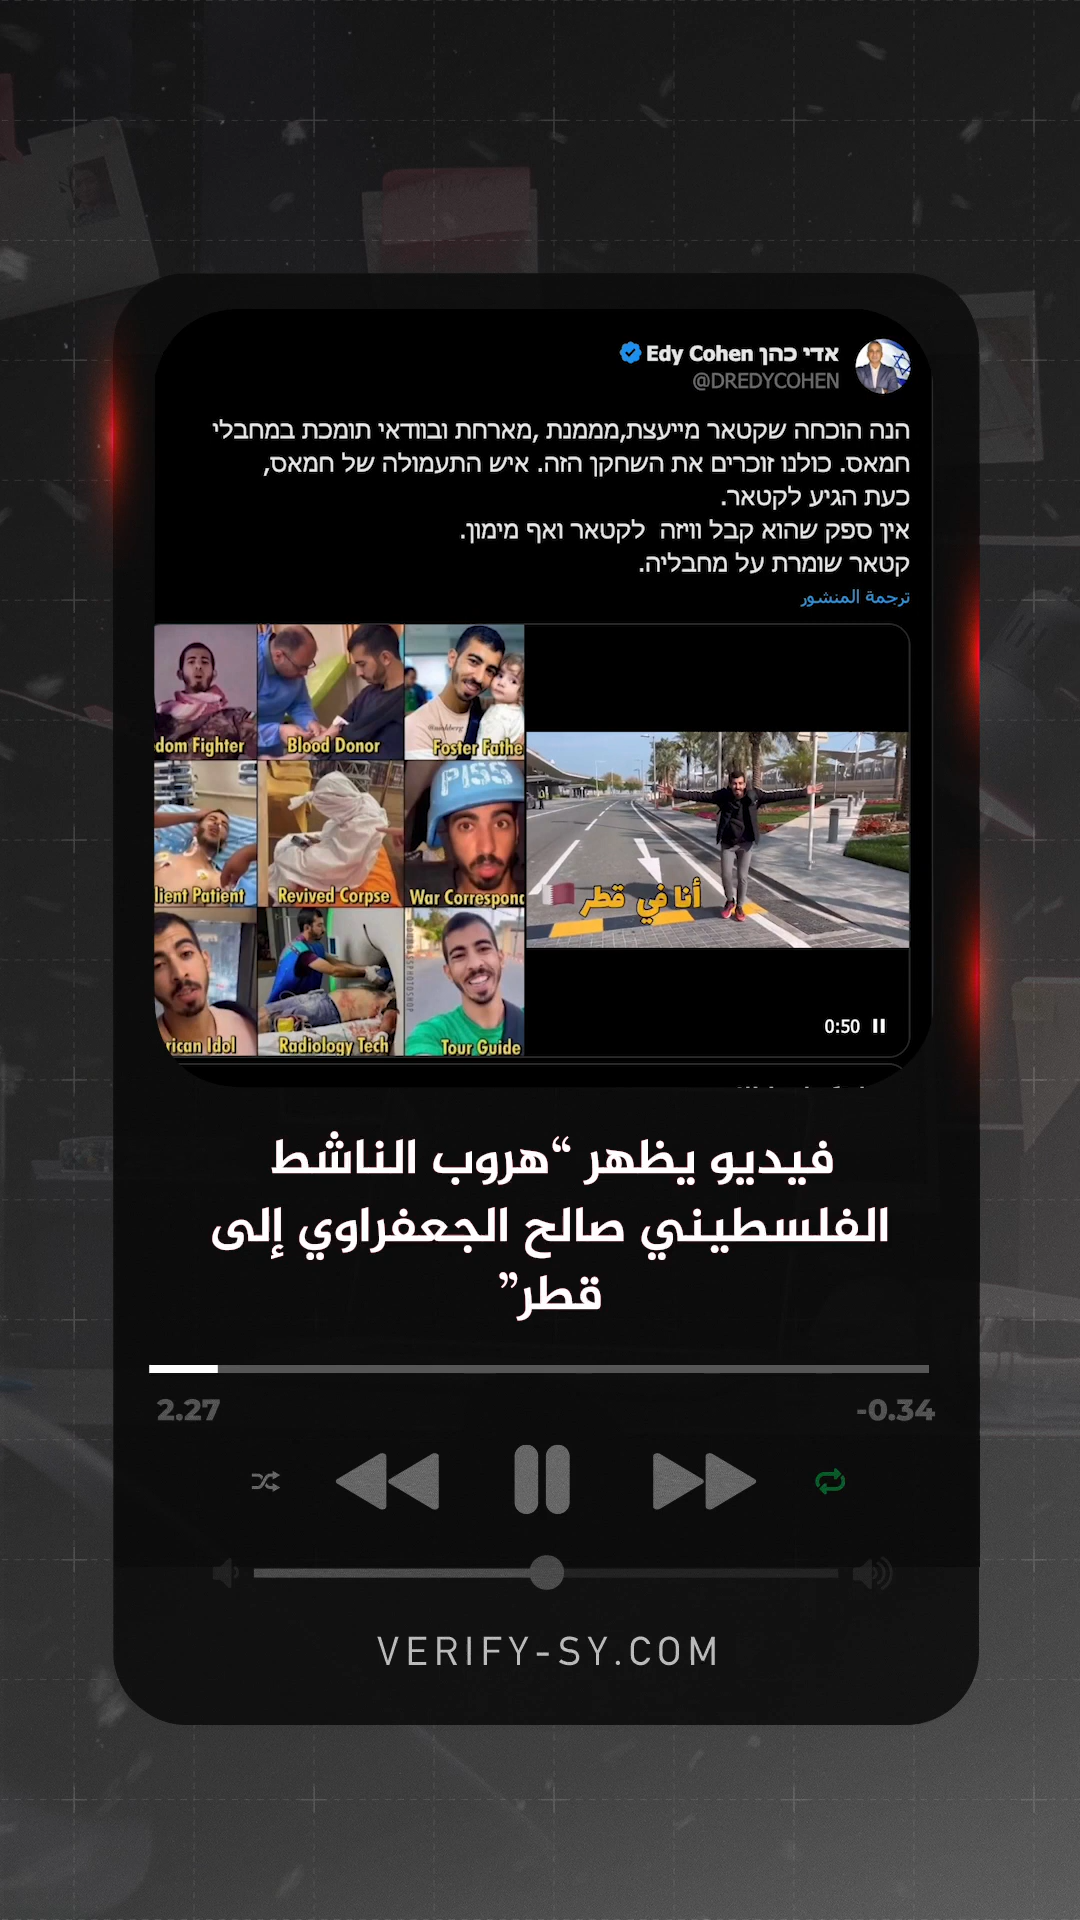 אדי כהן Edy Cohen
@DREDYCOHEN
הנה הוכחה שקטאר מייעצת,מממנת ,מארחת ובוודאי תומכת במחבלי
חמאס. כולנו זוכרים את השחקן הזה. איש התעמולה של חמאס,
כעת הגיע לקטאר.
אין ספק שהוא קבל וויזה לקטאר ואף מימון.
קטאר שומרת על מחבליה.
ترجمة المنشور
dom Fighter
Blood Donor
Foster Fathe
PISS
lient Patient
Revived Corpse
War Correspond
أنا في قطر
rican Idol
Radiology Tech
Tour Guide
0:50
فيديو يظهر “هروب الناشط
الفلسطيني صالح الجعفراوي إلى
قطر”
2.27
-0.34
VERIFY-SY.COM